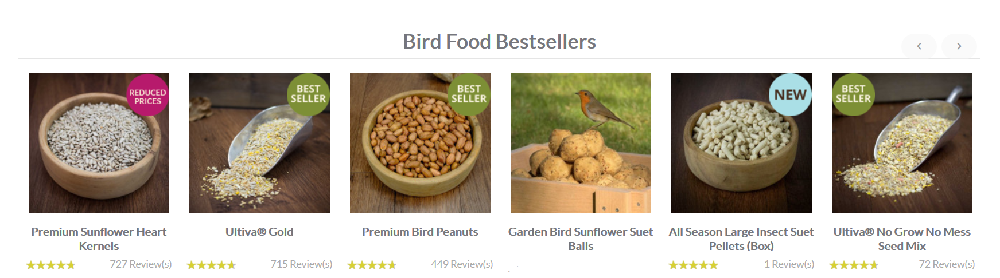 Bird Food Bestsellers
REDUCED
PRICES
BEST
SELLER
BEST
SELLER
NEW
BEST
SELLER
Premium Sunflower Heart
Kernels
727 Review(s)
Ultiva® Gold
715 Review(s)
Premium Bird Peanuts
449 Review(s)
Garden Bird Sunflower Suet
Balls
All Season Large Insect Suet
Pellets (Box)
1 Review(s)
Ultiva® No Grow No Mess
Seed Mix
72 Review(s)